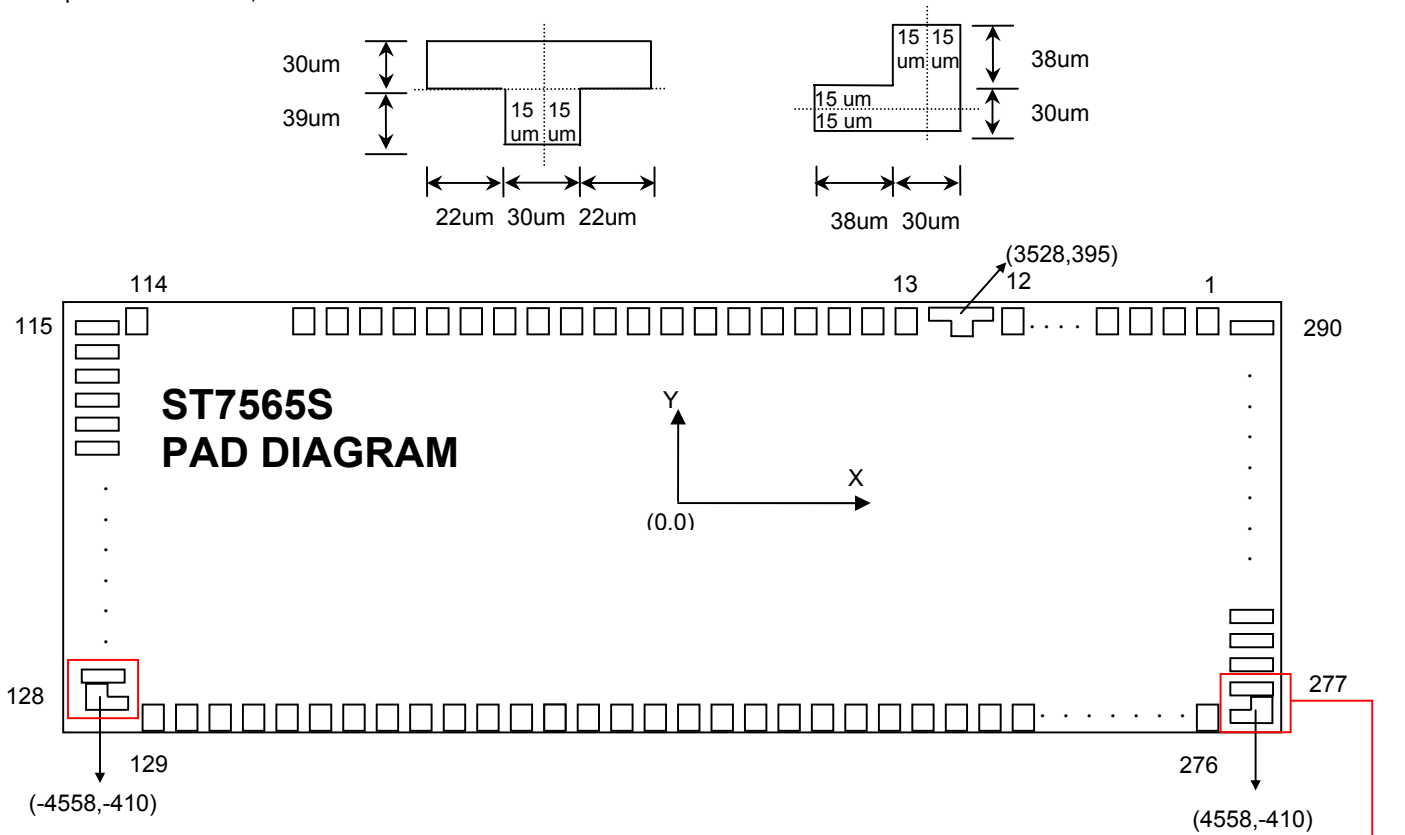 30um
39um
15 15
um um
22um 30um 22um
15 15
um um
15 um
15 um
38um
30um
38um 30um
(3528,395)
114
13
12
1
115
290
ST7565S
PAD DIAGRAM
Y
X
(0.0)
128
277
129
276
(-4558,-410)
(4558,-410)